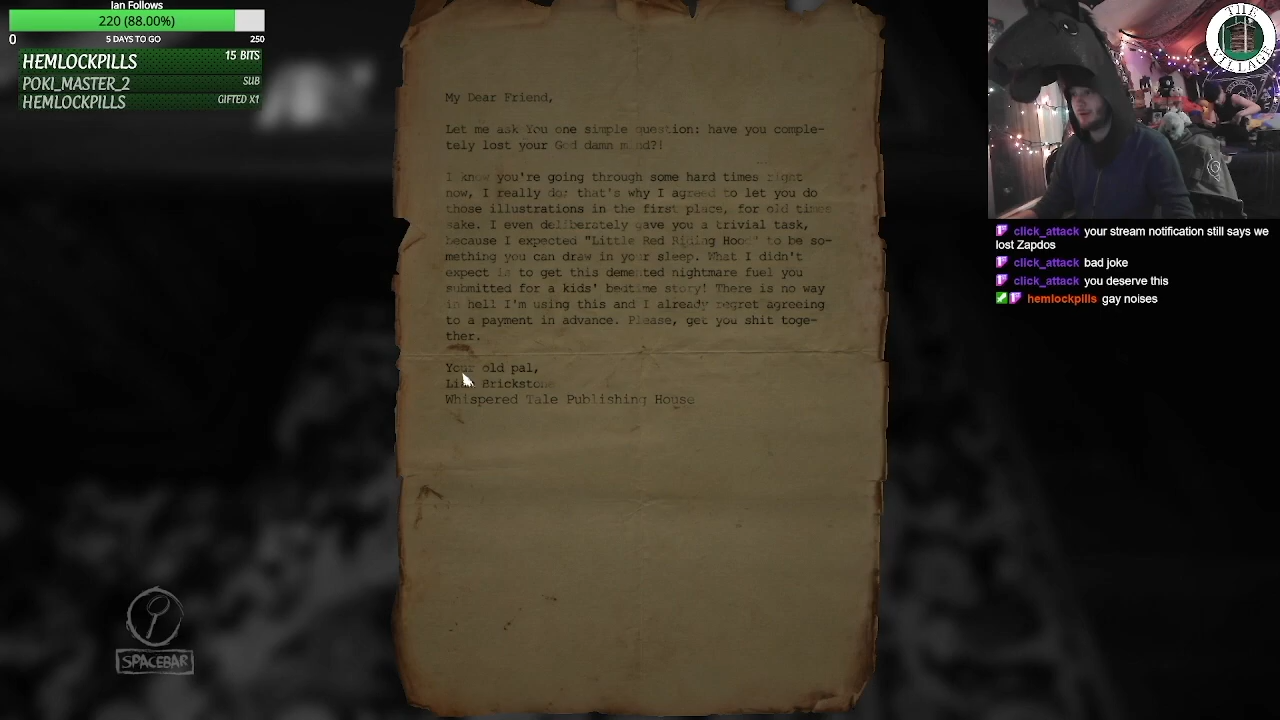 Ian Follows
220 (88.00%)
0 5 DAYS TO GO 250
HEMLOCKPILLS 15 BITS
POKI_MASTER_2 SUB
HEMLOCKPILLS GIFTED X1
My Dear Friend,
Let me ask You one simple question: have you comple-
tely lost your God damn mind?!
I know you're going through some hard times right
now, I really do: that's why I agreed to let you do
those illustrations in the first place, for old times
sake. I even deliberately gave you a trivial task,
because I expected "Little Red Riding Hood" to be so-
mething you can draw in your sleep. What I didn't
expect is to get this demented nightmare fuel you
submitted for a kids' bedtime story! There is no way
in hell I'm using this and I already regret agreeing
to a payment in advance. Please, get you shit toge-
ther.
Your old pal,
Brickstone
Whispered Tale Publishing House
SPACEBAR
TILE
VILLAGE
click_attack your stream notification still says we
lost Zapdos
click_attack bad joke
click_attack you deserve this
hemlockpills gay noises